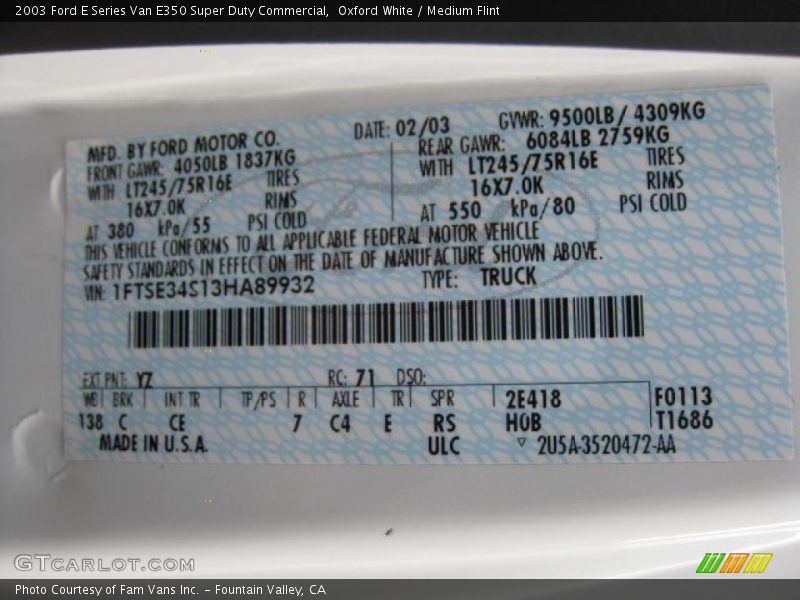 2003 Ford E Series Van E350 Super Duty Commercial, Oxford White / Medium Flint
MFD. BY FORD MOTOR CO. DATE: 02/03 GVWR: 9500LB/ 4309KG
FRONT GAWR: 4050LB 1837KG REAR GAWR: 6084LB 2759KG
WITH LT245/75R16E TIRES WITH LT245/75R16E TIRES
16X7.0K RIMS 16X7.0K RIMS
AT 380 kPa/55 PSI COLD AT 550 kPa/80 PSI COLD
THIS VEHICLE CONFORMS TO ALL APPLICABLE FEDERAL MOTOR VEHICLE
SAFETY STANDARDS IN EFFECT ON THE DATE OF MANUFACTURE SHOWN ABOVE.
VIN: 1FTSE34S13HA89932 TYPE: TRUCK
EXT PNT: YZ RC: 71 DSO:
WB BRK INT TR TP/PS R AXLE TR SPR 2E418 F0113
138 C CE 7 C4 E RS H0B T1686
MADE IN U.S.A. ULC 2U5A-3520472-AA
GTCARLOT.COM
Photo Courtesy of Fam Vans Inc. - Fountain Valley, CA